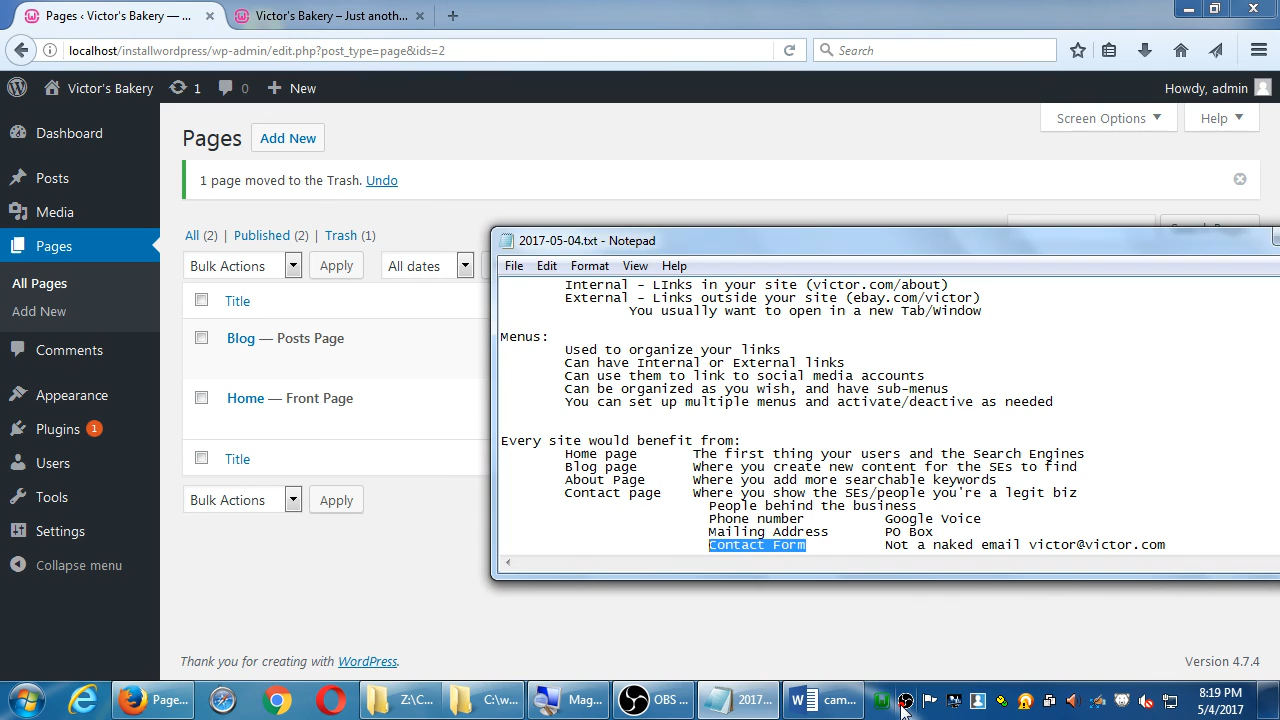 Pages ‹ Victor's Bakery — ...
Victor's Bakery – Just anoth...
localhost/installwordpress/wp-admin/edit.php?post_type=page&ids=2
Search
Victor's Bakery
1
0
New
Howdy, admin
Dashboard
Posts
Media
Pages
All Pages
Add New
Comments
Appearance
Plugins 1
Users
Tools
Settings
Collapse menu
Pages
Add New
Screen Options
Help
1 page moved to the Trash. Undo
All (2) | Published (2) | Trash (1)
Bulk Actions
Apply
All dates
Title
Blog — Posts Page
Home — Front Page
Title
Bulk Actions
Apply
2017-05-04.txt - Notepad
File Edit Format View Help
Internal - LInks in your site (victor.com/about)
External - Links outside your site (ebay.com/victor)
You usually want to open in a new Tab/Window
Menus:
Used to organize your links
Can have Internal or External links
Can use them to link to social media accounts
Can be organized as you wish, and have sub-menus
You can set up multiple menus and activate/deactive as needed
Every site would benefit from:
Home page The first thing your users and the Search Engines
Blog page Where you create new content for the SEs to find
About Page Where you add more searchable keywords
Contact page Where you show the SEs/people you're a legit biz
People behind the business
Phone number Google Voice
Mailing Address PO Box
Contact Form Not a naked email victor@victor.com
Thank you for creating with WordPress.
Version 4.7.4
Page...
Z:\C...
C:\w...
Mag...
OBS ...
2017...
cam...
8:19 PM
5/4/2017